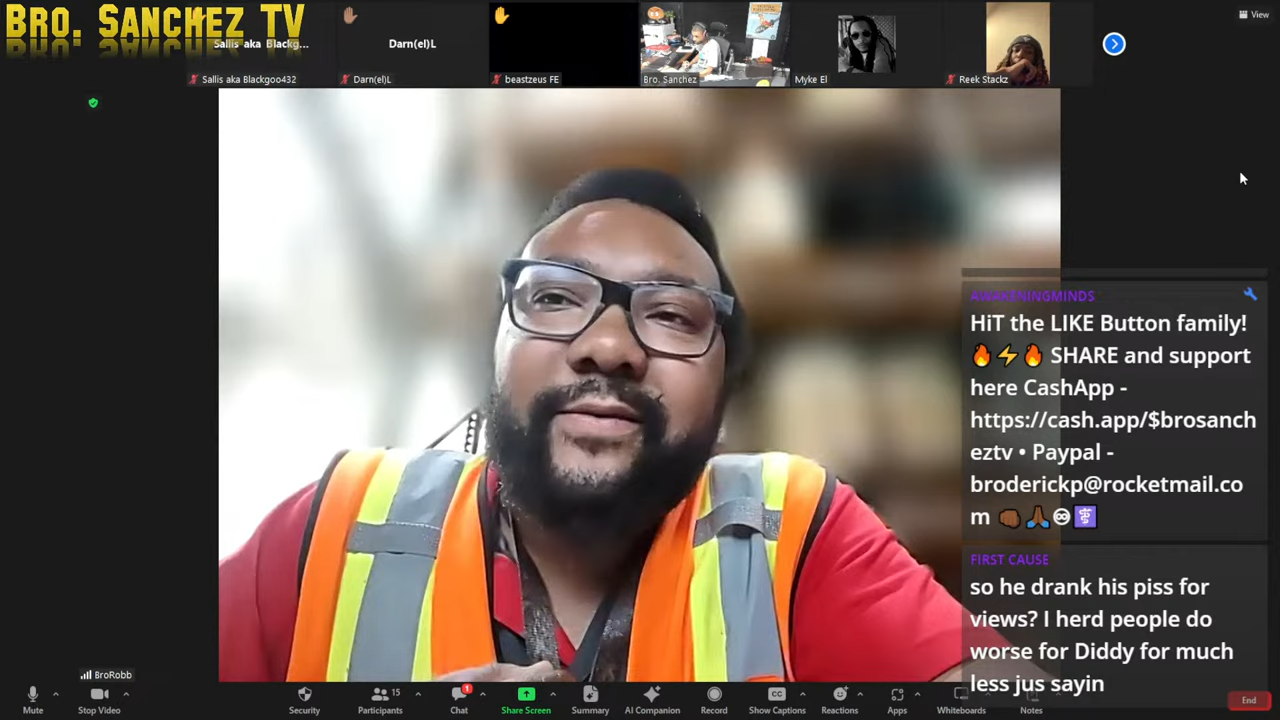 BRO. SANCHEZ TV
Sallis aka Blackg...
Darn(el)L
View
Sallis aka Blackgoo432
Darn(el)L
beastzeus FE
Bro. Sanchez
Myke El
Reek Stackz
AWAKENINGMINDS
HiT the LIKE Button family!
🔥⚡🔥 SHARE and support
here CashApp -
https://cash.app/$brosanch
eztv • Paypal -
broderickp@rocketmail.co
m 👊🏾🙏🏾♾⚕
FIRST CAUSE
so he drank his piss for
views? I herd people do
worse for Diddy for much
less jus sayin
BroRobb
Mute
Stop Video
Security
Participants
15
Chat
1
Share Screen
Summary
AI Companion
Record
CC
Show Captions
Reactions
Apps
Whiteboards
Notes
End